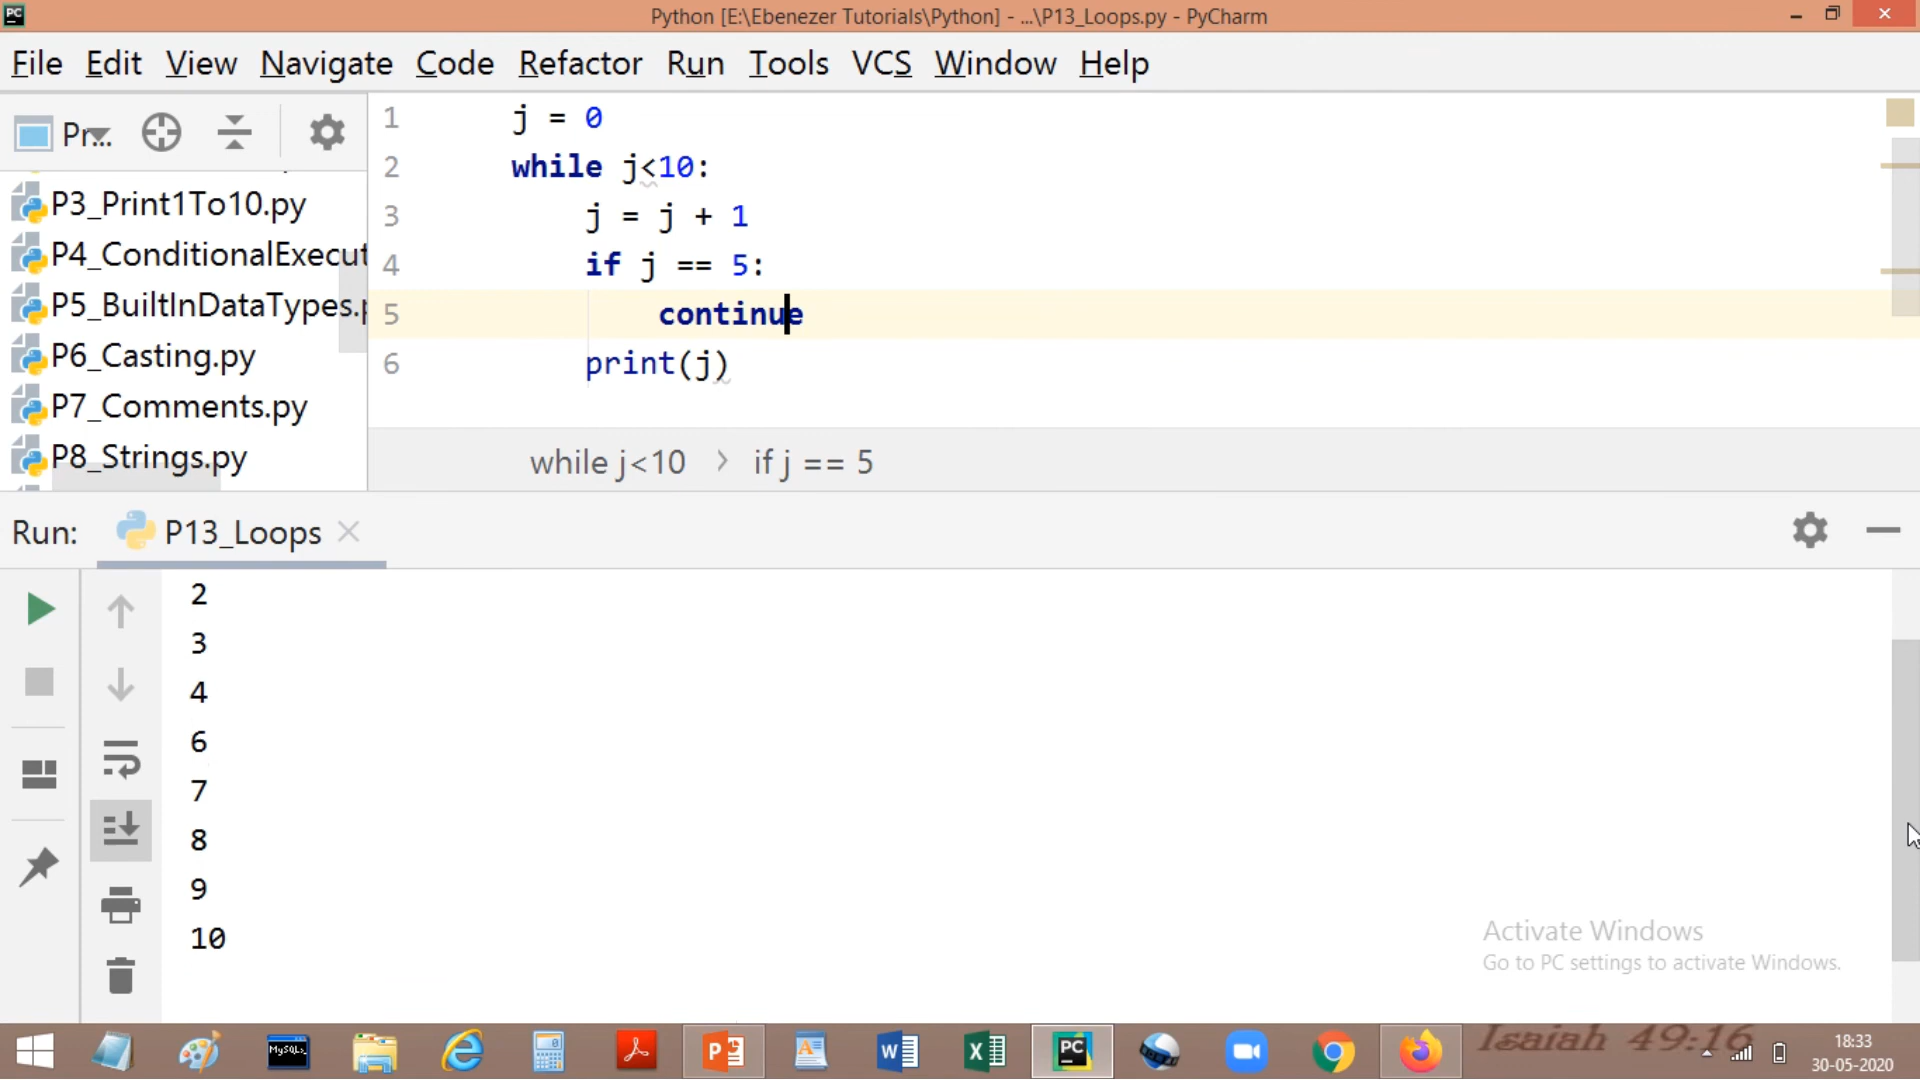 PC Python [E:\Ebenezer Tutorials\Python] - ...\P13_Loops.py - PyCharm
File Edit View Navigate Code Refactor Run Tools VCS Window Help
Pr...
P3_Print1To10.py
P4_ConditionalExecut
P5_BuiltInDataTypes.
P6_Casting.py
P7_Comments.py
P8_Strings.py
1 j = 0
2 while j<10:
3 j = j + 1
4 if j == 5:
5 continue
6 print(j)
while j<10 > if j == 5
Run: P13_Loops
2
3
4
6
7
8
9
10
Activate Windows
Go to PC settings to activate Windows.
MySQL
Isaiah 49:16
18:33
30-05-2020